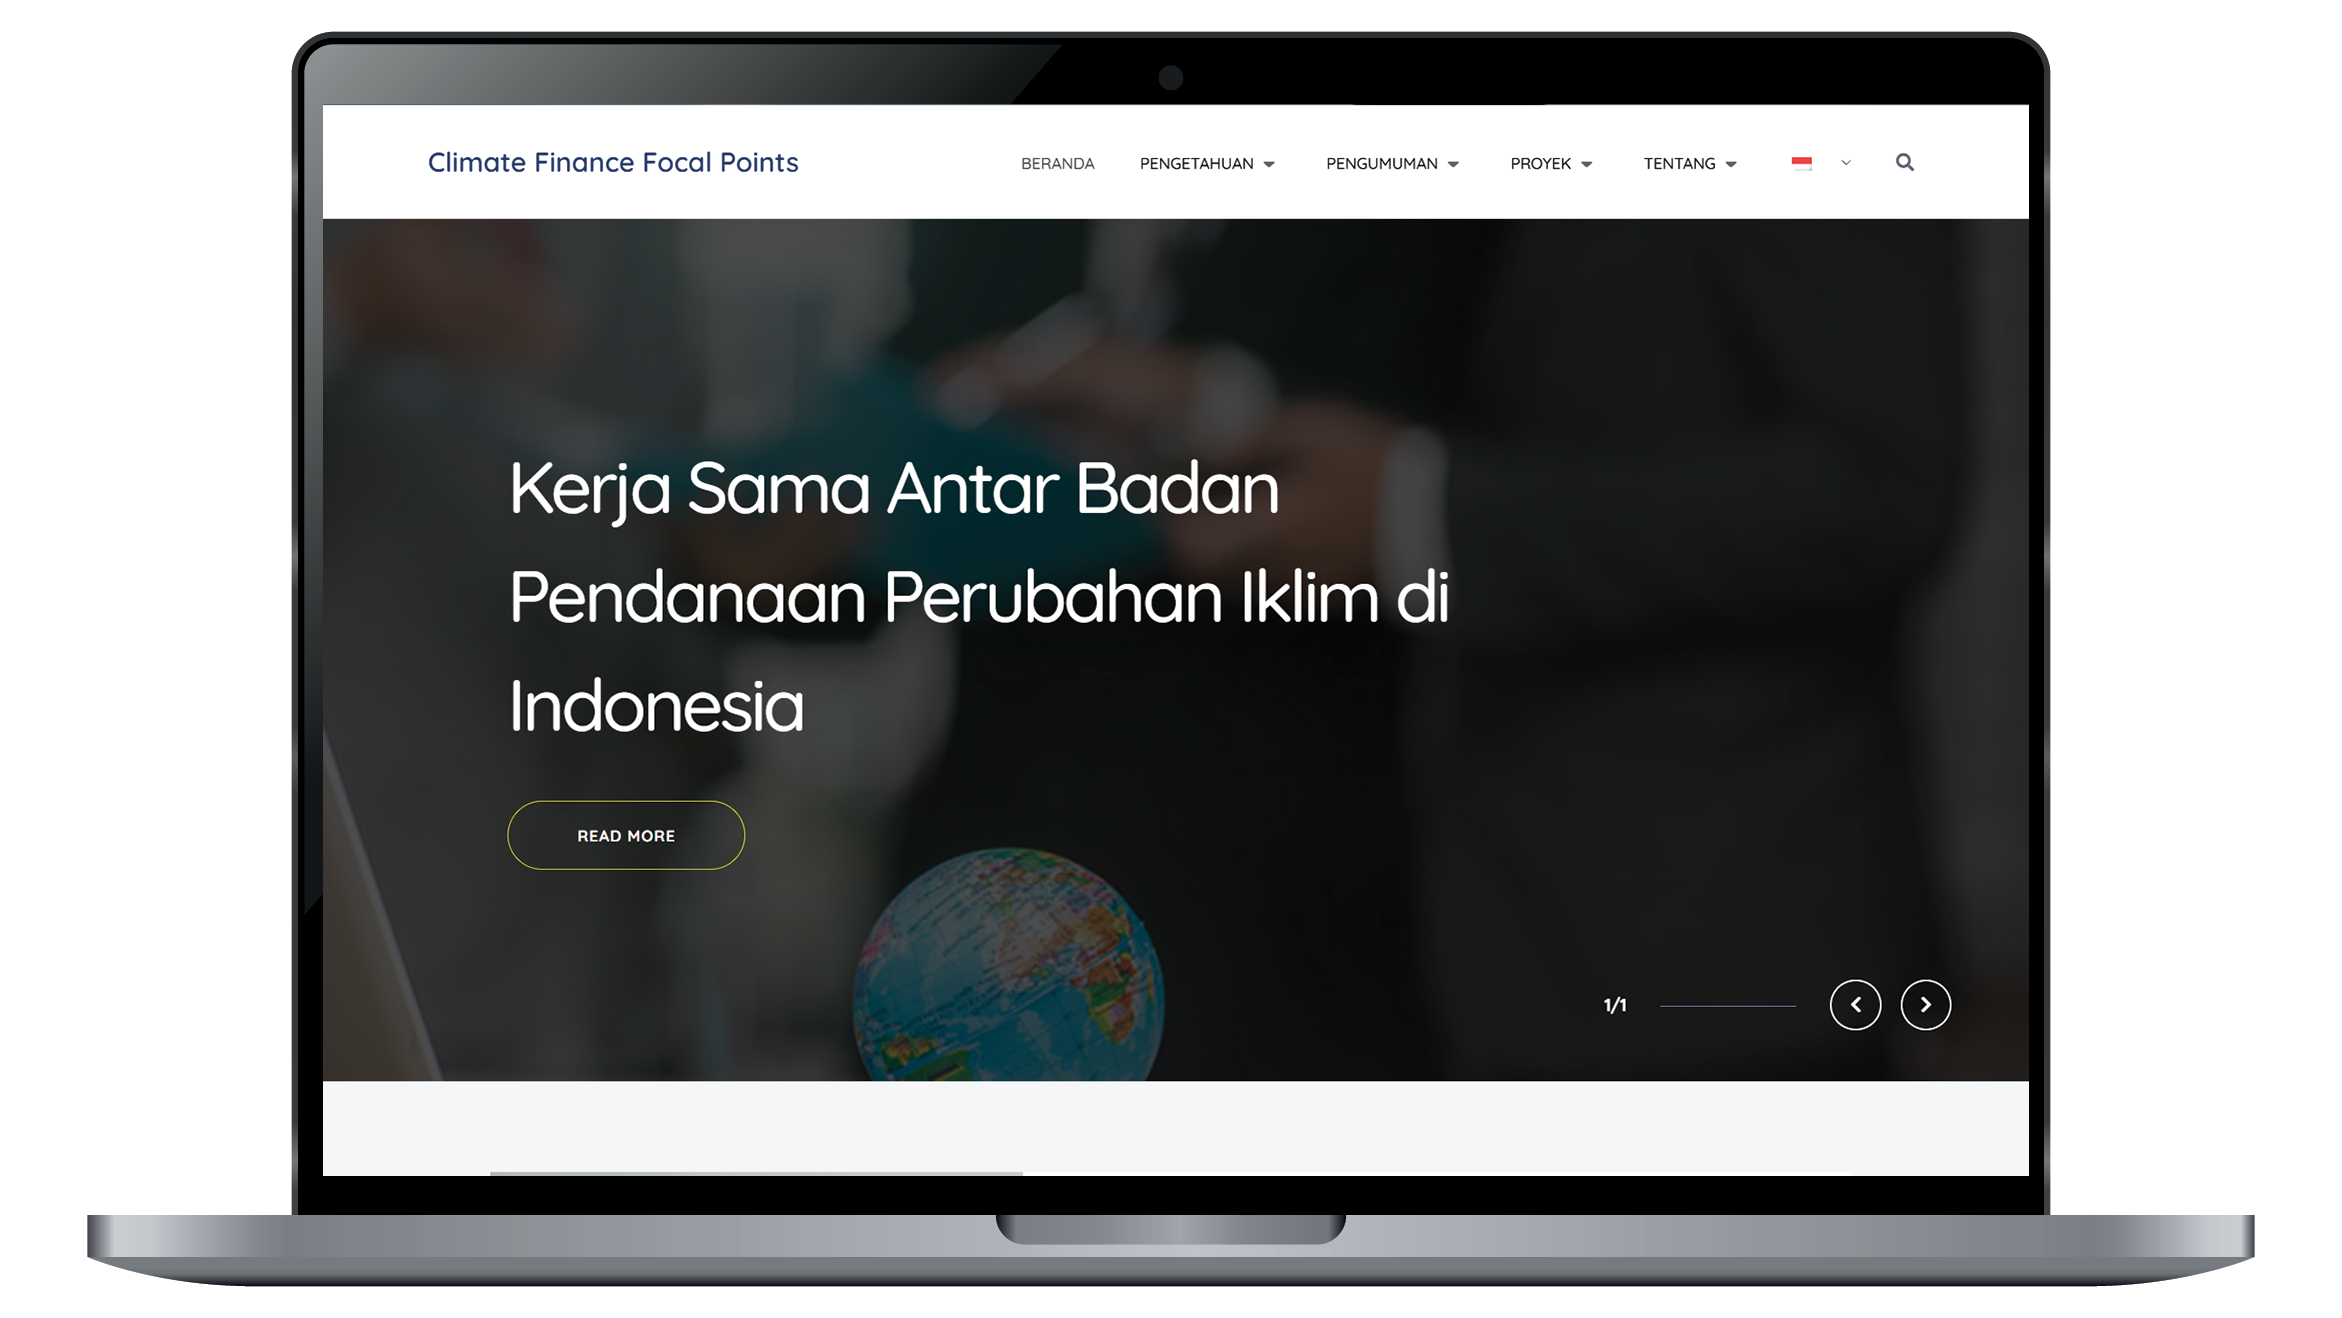 Climate Finance Focal Points
BERANDA PENGETAHUAN PENGUMUMAN PROYEK TENTANG
Kerja Sama Antar Badan
Pendanaan Perubahan Iklim di
Indonesia
READ MORE
1/1